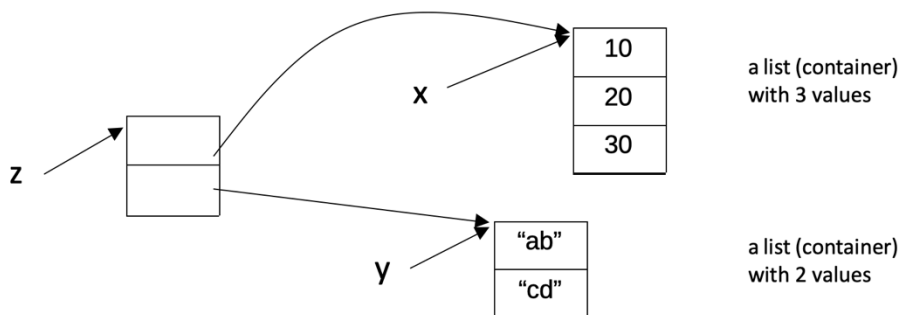 10
x
20
30
a list (container)
with 3 values
z
y
“ab”
“cd”
a list (container)
with 2 values